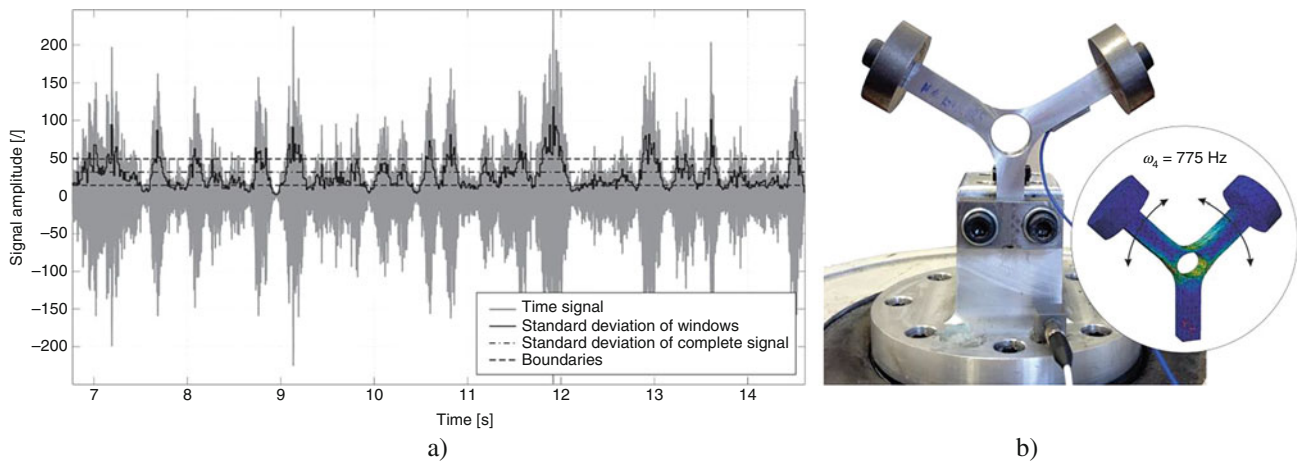 200
150
100
50
0
–50
–100
–150
–200
Signal amplitude [/]
Time signal
Standard deviation of windows
Standard deviation of complete signal
Boundaries
7 8 9 10 11 12 13 14
Time [s]
a)
ω4 = 775 Hz
b)